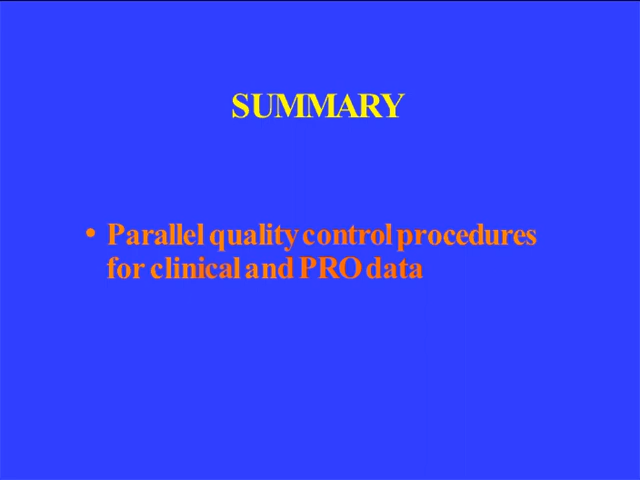 SUMMARY
• Parallel quality control procedures
for clinical and PRO data